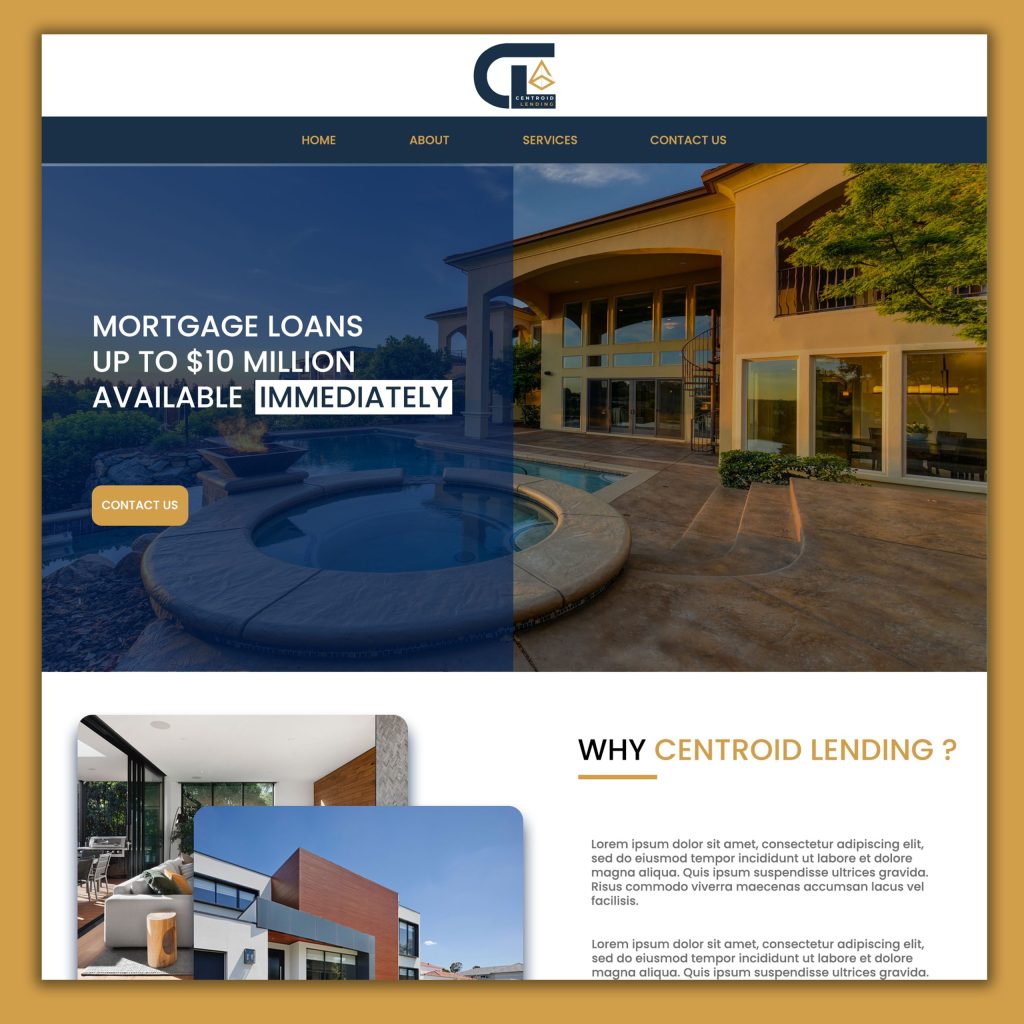 CENTROID
LENDING
HOME ABOUT SERVICES CONTACT US
MORTGAGE LOANS
UP TO $10 MILLION
AVAILABLE IMMEDIATELY
CONTACT US
WHY CENTROID LENDING ?
Lorem ipsum dolor sit amet, consectetur adipiscing elit,
sed do eiusmod tempor incididunt ut labore et dolore
magna aliqua. Quis ipsum suspendisse ultrices gravida.
Risus commodo viverra maecenas accumsan lacus vel
facilisis.
Lorem ipsum dolor sit amet, consectetur adipiscing elit,
sed do eiusmod tempor incididunt ut labore et dolore
magna aliqua. Quis ipsum suspendisse ultrices gravida.